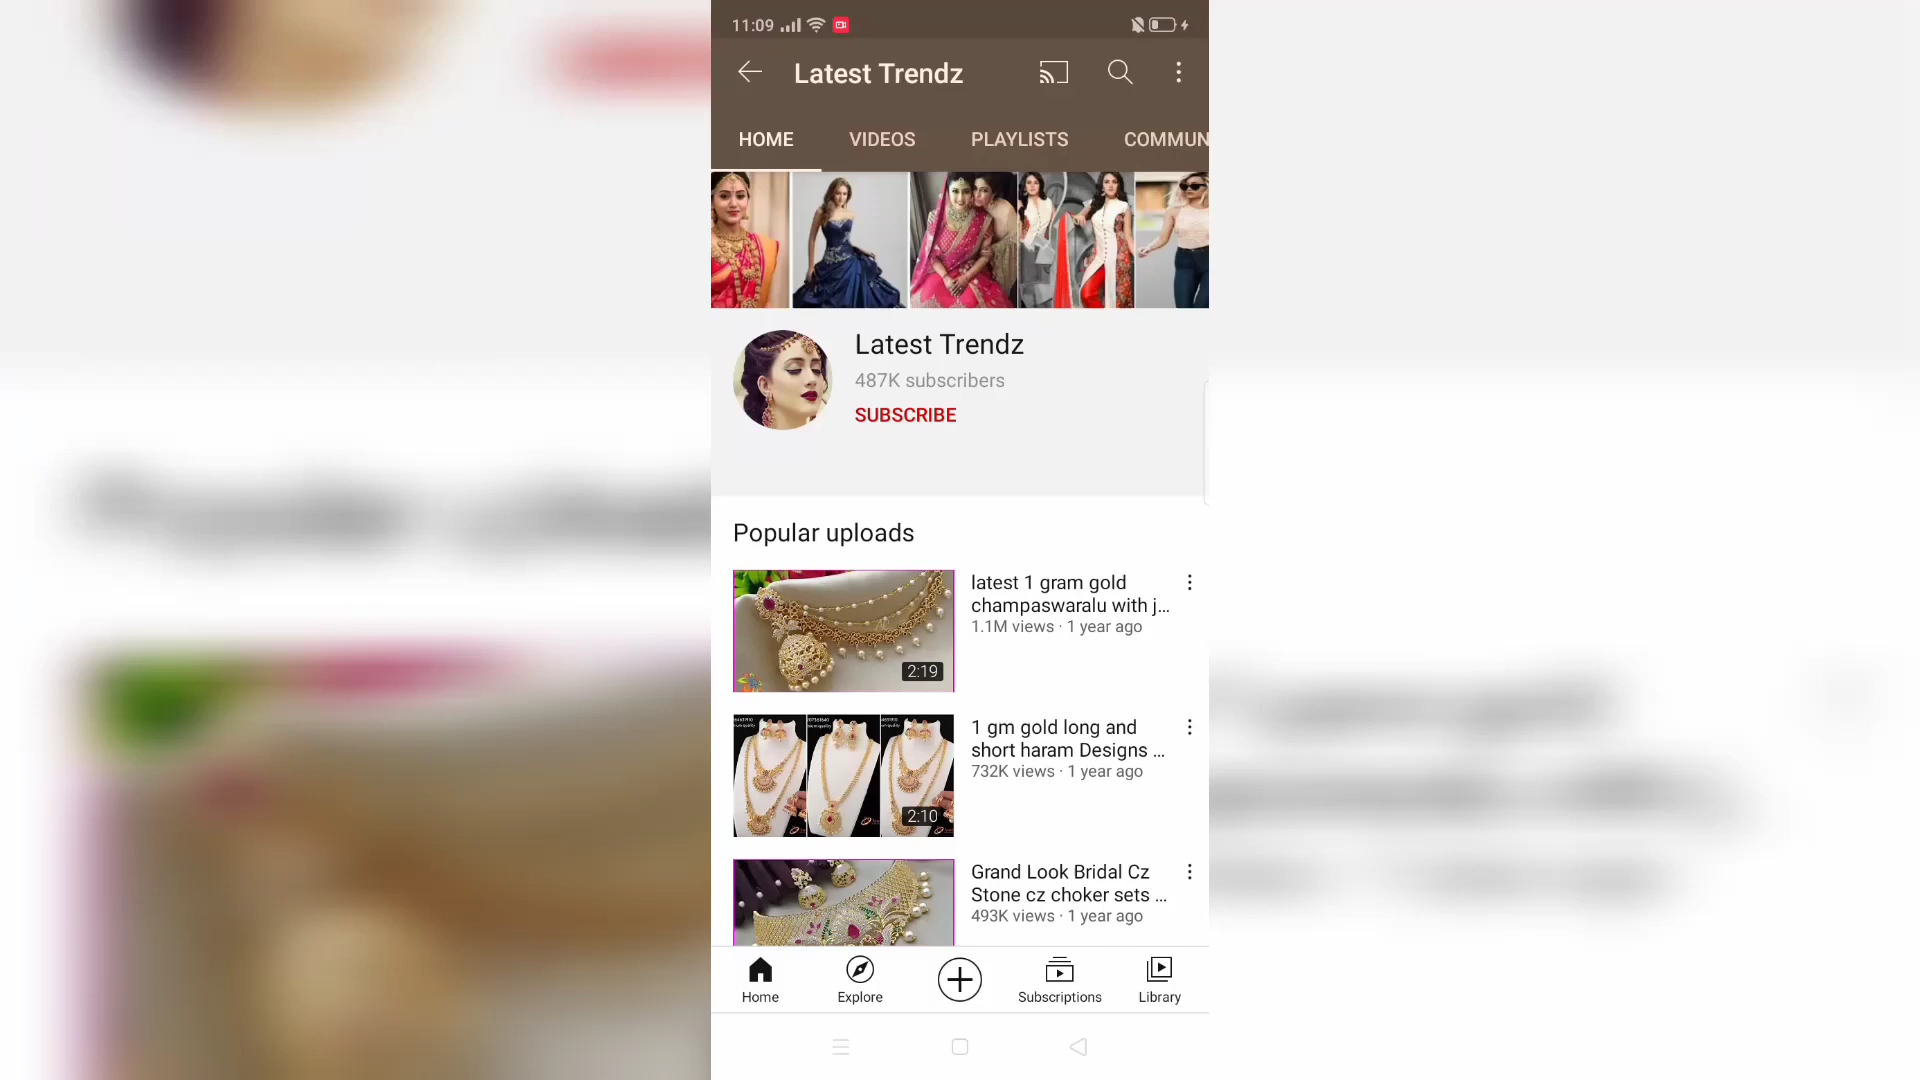 11:09
Latest Trendz
HOME VIDEOS PLAYLISTS COMMUN
Latest Trendz
487K subscribers
SUBSCRIBE
Popular uploads
latest 1 gram gold
champaswaralu with j...
1.1M views · 1 year ago
2:19
1 gm gold long and
short haram Designs ...
732K views · 1 year ago
2:10
Grand Look Bridal Cz
Stone cz choker sets ...
493K views · 1 year ago
Home Explore Subscriptions Library